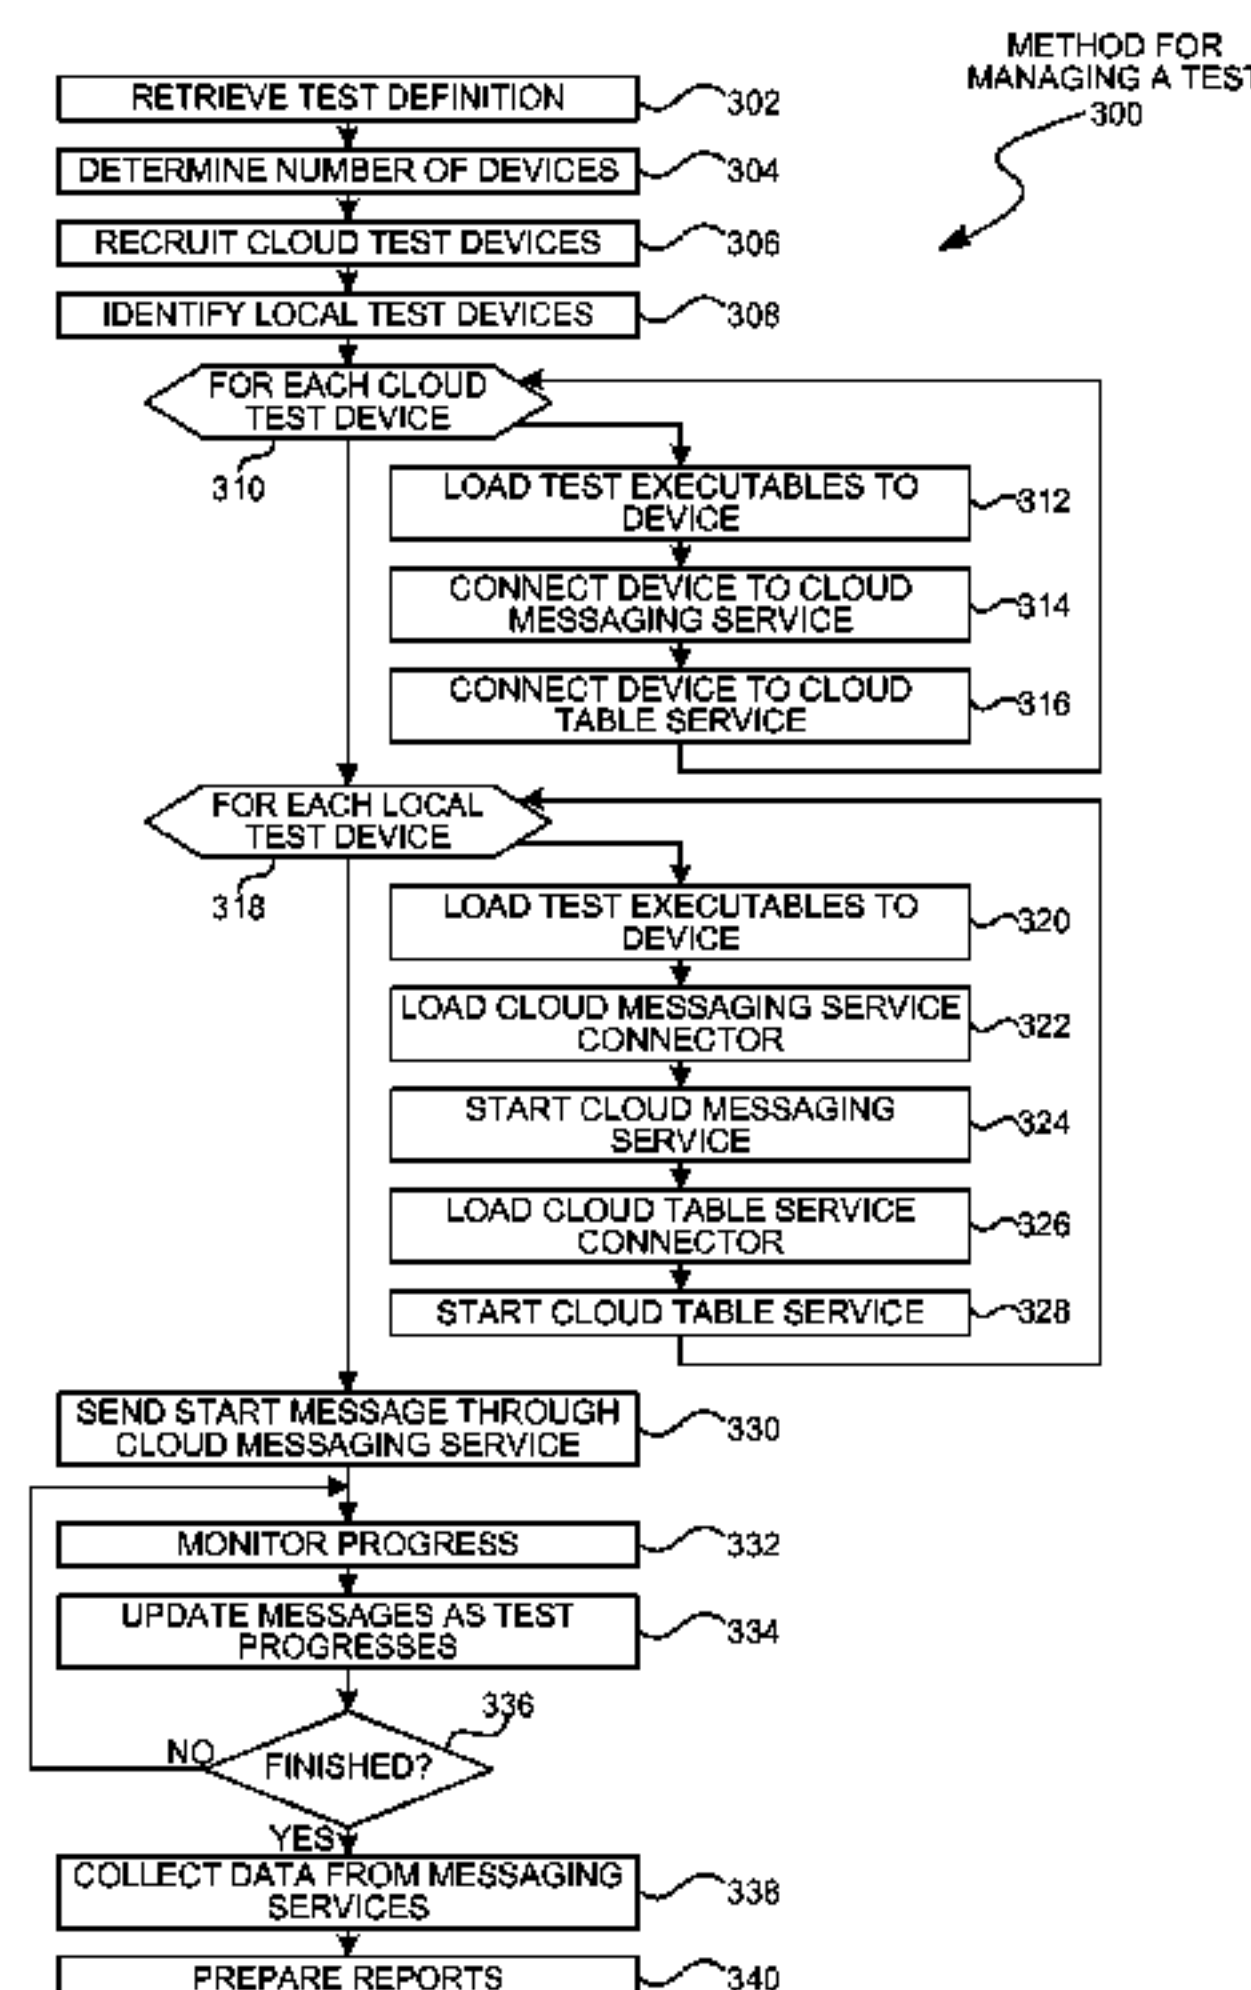 METHOD FOR
MANAGING A TEST
300
RETRIEVE TEST DEFINITION
302
DETERMINE NUMBER OF DEVICES
304
RECRUIT CLOUD TEST DEVICES
306
IDENTIFY LOCAL TEST DEVICES
308
FOR EACH CLOUD
TEST DEVICE
310
LOAD TEST EXECUTABLES TO
DEVICE
312
CONNECT DEVICE TO CLOUD
MESSAGING SERVICE
314
CONNECT DEVICE TO CLOUD
TABLE SERVICE
316
FOR EACH LOCAL
TEST DEVICE
318
LOAD TEST EXECUTABLES TO
DEVICE
320
LOAD CLOUD MESSAGING SERVICE
CONNECTOR
322
START CLOUD MESSAGING
SERVICE
324
LOAD CLOUD TABLE SERVICE
CONNECTOR
326
START CLOUD TABLE SERVICE
328
SEND START MESSAGE THROUGH
CLOUD MESSAGING SERVICE
330
MONITOR PROGRESS
332
UPDATE MESSAGES AS TEST
PROGRESSES
334
336
FINISHED?
NO
YES
COLLECT DATA FROM MESSAGING
SERVICES
338
PREPARE REPORTS
340